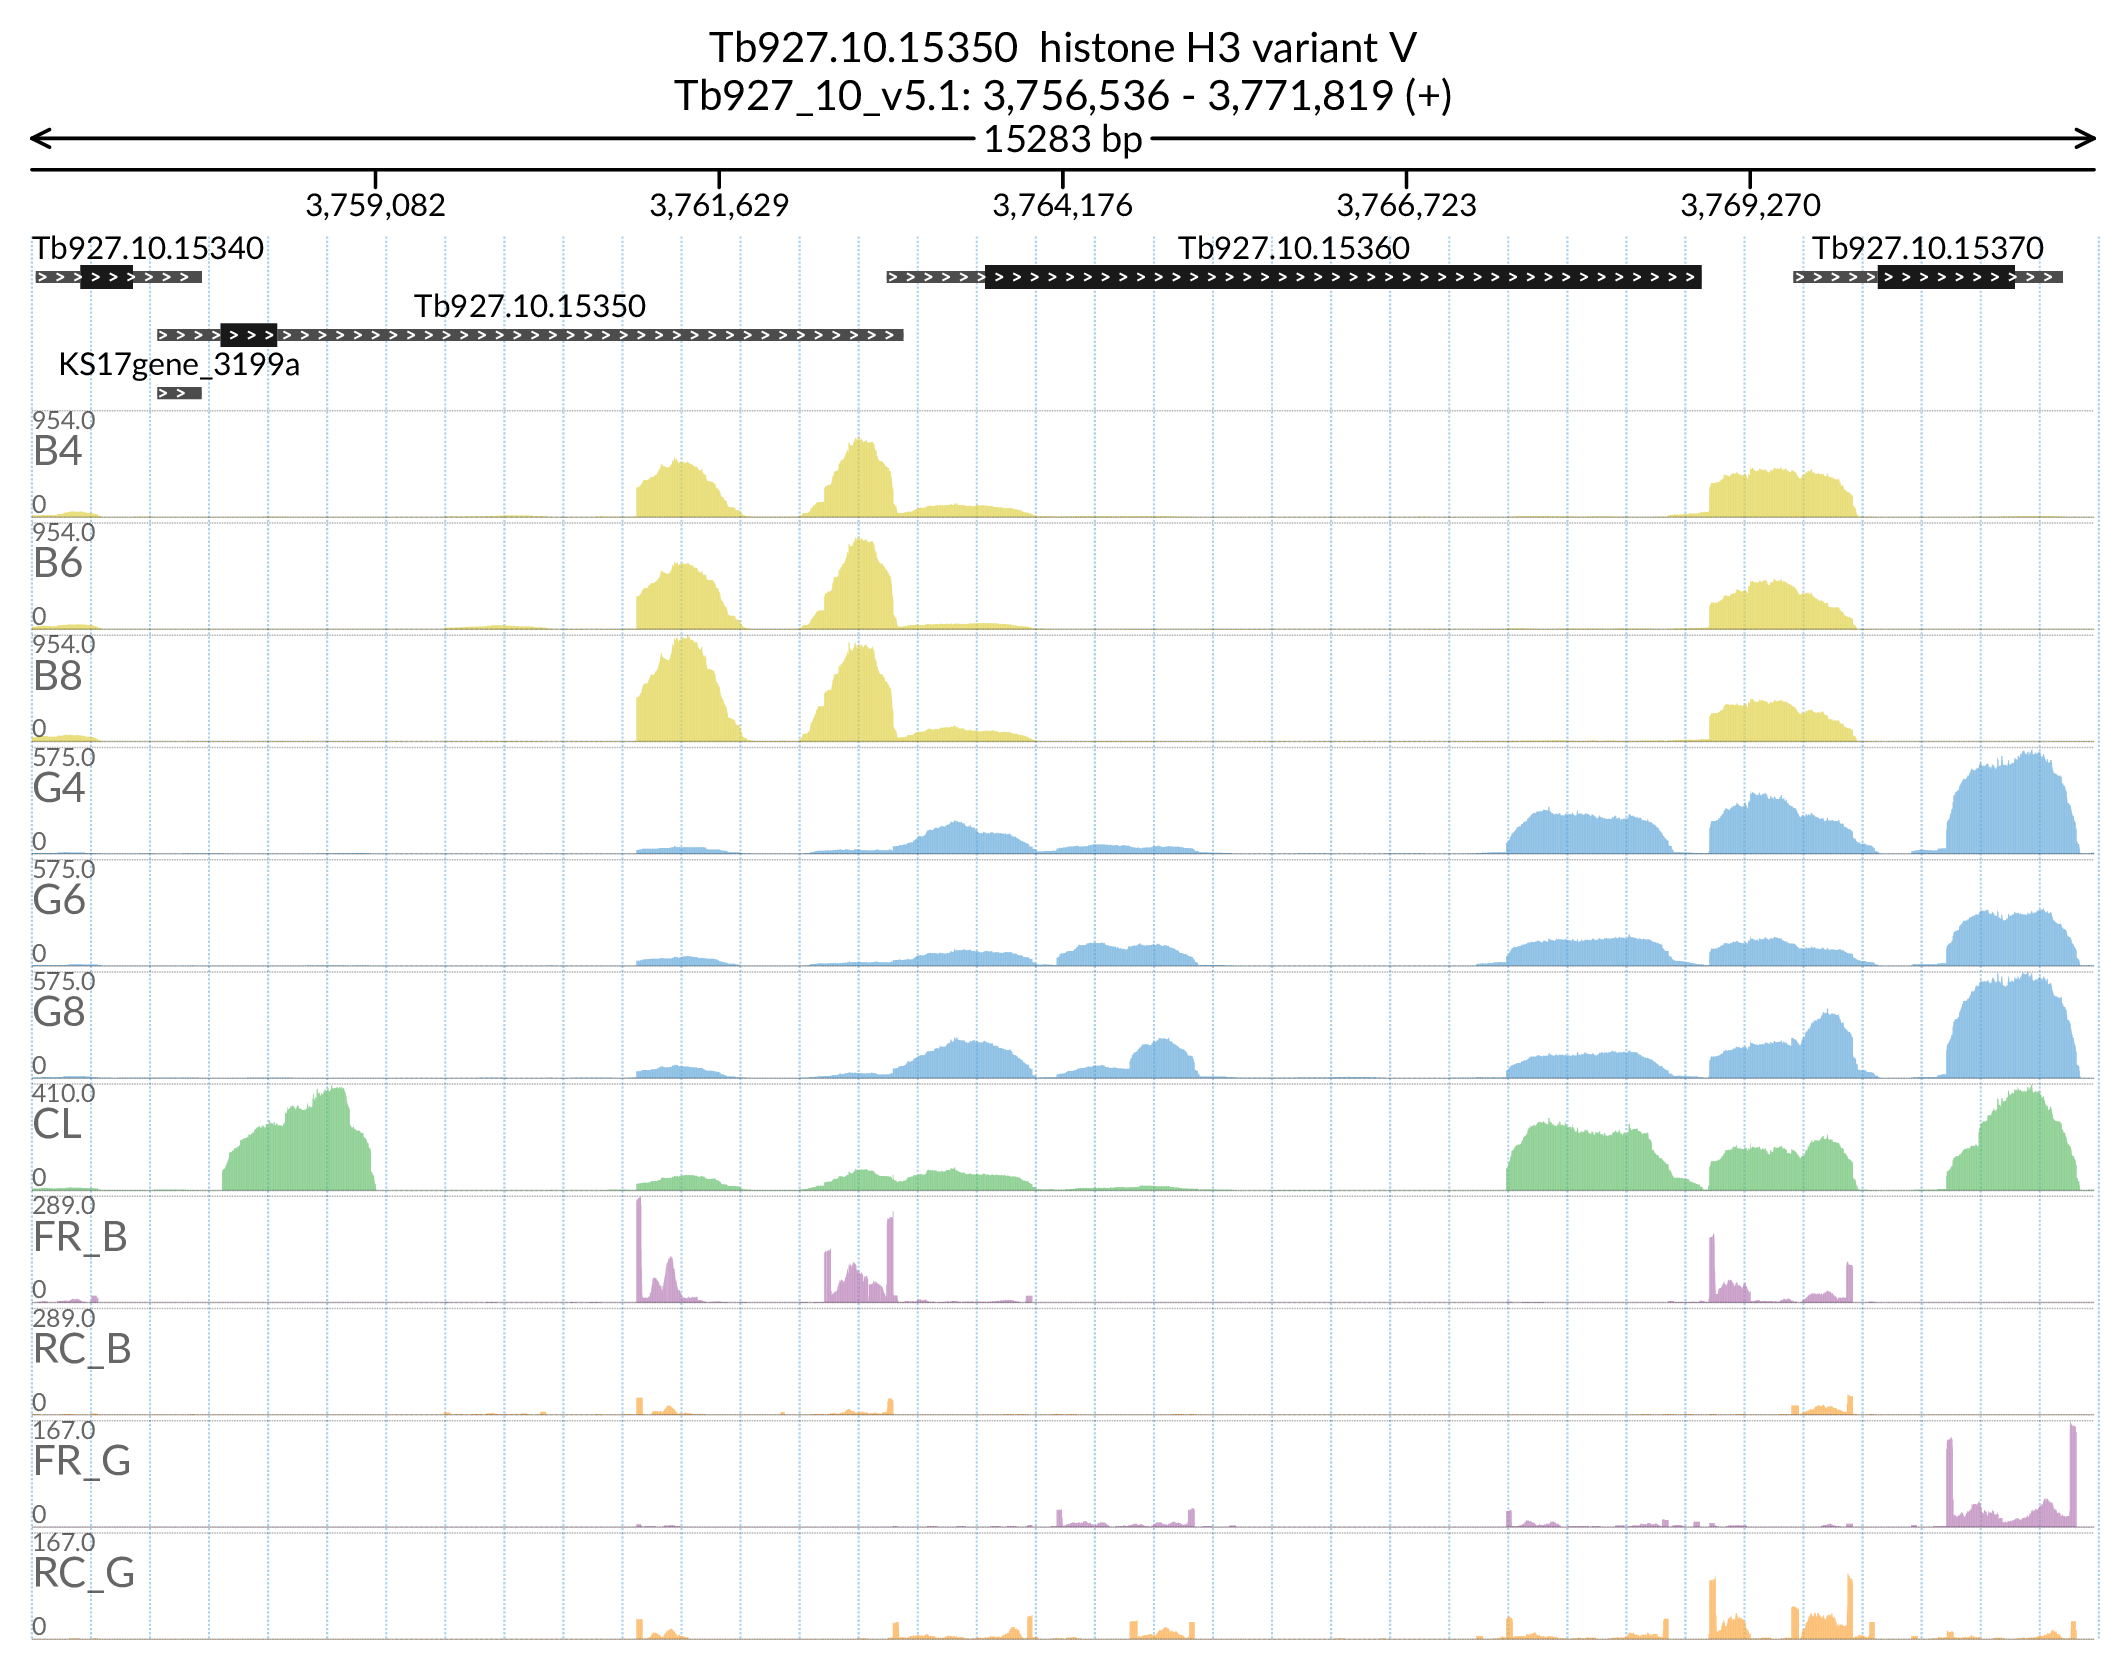 Tb927.10.15350  histone H3 variant V
Tb927_10_v5.1: 3,756,536 - 3,771,819 (+)
15283 bp
3,759,082 3,761,629 3,764,176 3,766,723 3,769,270
Tb927.10.15340 Tb927.10.15360 Tb927.10.15370
Tb927.10.15350
KS17gene_3199a
954.0
B4
0
954.0
B6
0
954.0
B8
0
575.0
G4
0
575.0
G6
0
575.0
G8
0
410.0
CL
0
289.0
FR_B
0
289.0
RC_B
0
167.0
FR_G
0
167.0
RC_G
0